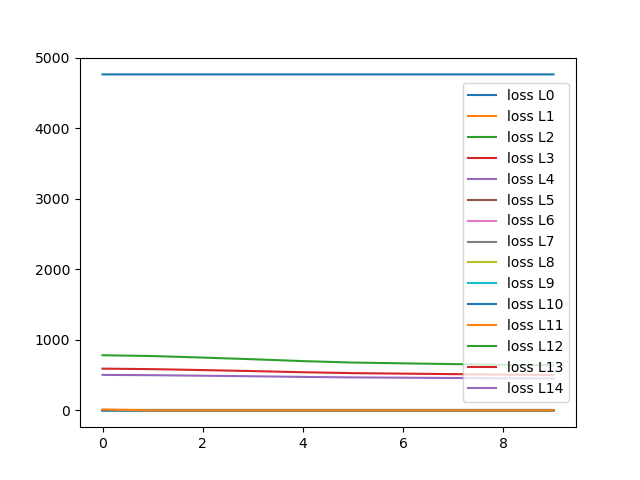 5000
4000
3000
2000
1000
0
0
2
4
6
8
loss L0
loss L1
loss L2
loss L3
loss L4
loss L5
loss L6
loss L7
loss L8
loss L9
loss L10
loss L11
loss L12
loss L13
loss L14